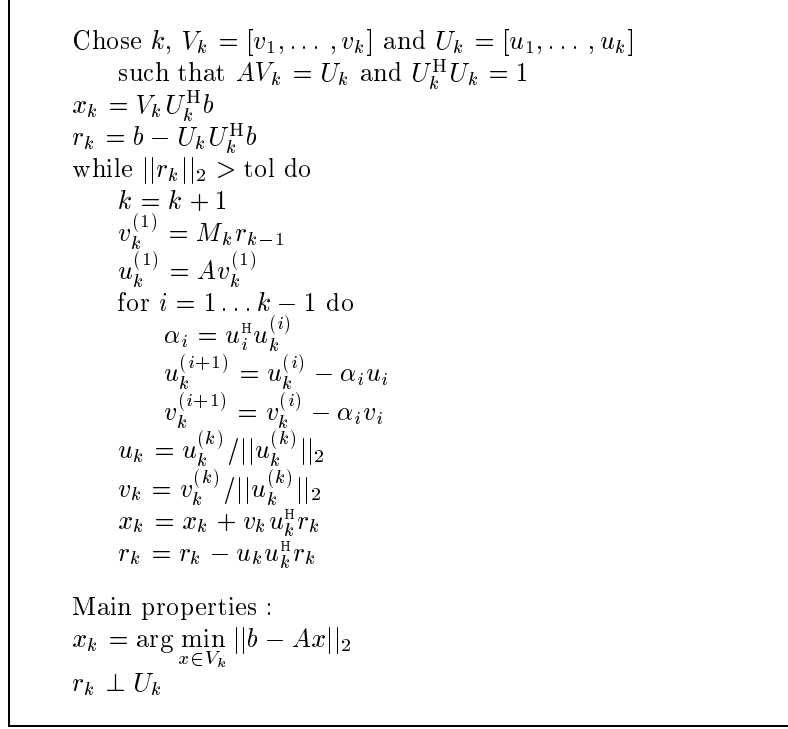 Chose k, V_k = [v_1, ... , v_k] and U_k = [u_1, ... , u_k]
such that AV_k = U_k and U_k^H U_k = 1
x_k = V_k U_k^H b
r_k = b − U_k U_k^H b
while ||r_k||_2 > tol do
k = k + 1
v_k^(1) = M_k r_{k−1}
u_k^(1) = Av_k^(1)
for i = 1 ... k − 1 do
α_i = u_i^H u_k^(i)
u_k^(i+1) = u_k^(i) − α_i u_i
v_k^(i+1) = v_k^(i) − α_i v_i
u_k = u_k^(k) / ||u_k^(k)||_2
v_k = v_k^(k) / ||u_k^(k)||_2
x_k = x_k + v_k u_k^H r_k
r_k = r_k − u_k u_k^H r_k
Main properties :
x_k = arg min_{x∈V_k} ||b − Ax||_2
r_k ⊥ U_k